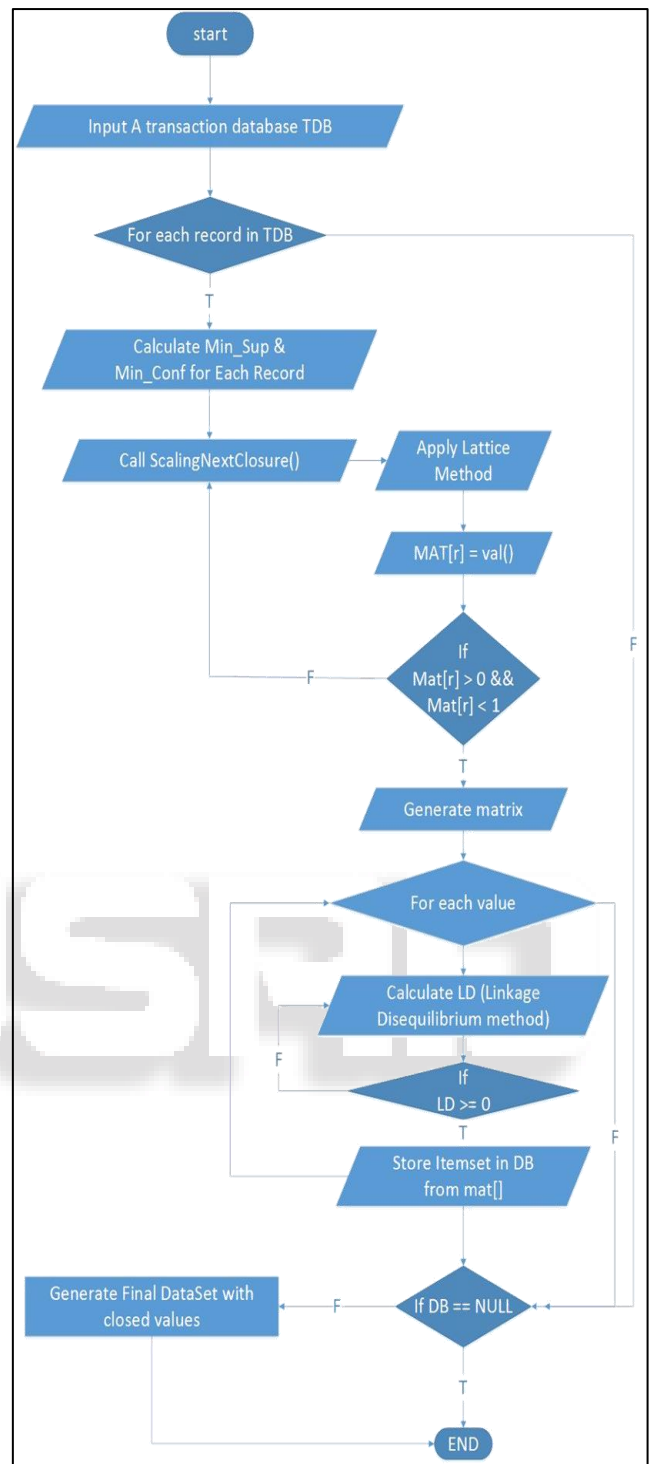 start
Input A transaction database TDB
For each record in TDB
T
Calculate Min_Sup &
Min_Conf for Each Record
Call ScalingNextClosure()
Apply Lattice
Method
MAT[r] = val()
If
Mat[r] > 0 &&
Mat[r] < 1
F
F
T
Generate matrix
For each value
Calculate LD (Linkage
Disequilibrium method)
F
If
LD >= 0
T
F
Store Itemset in DB
from mat[]
If DB == NULL
F
Generate Final DataSet with
closed values
T
END